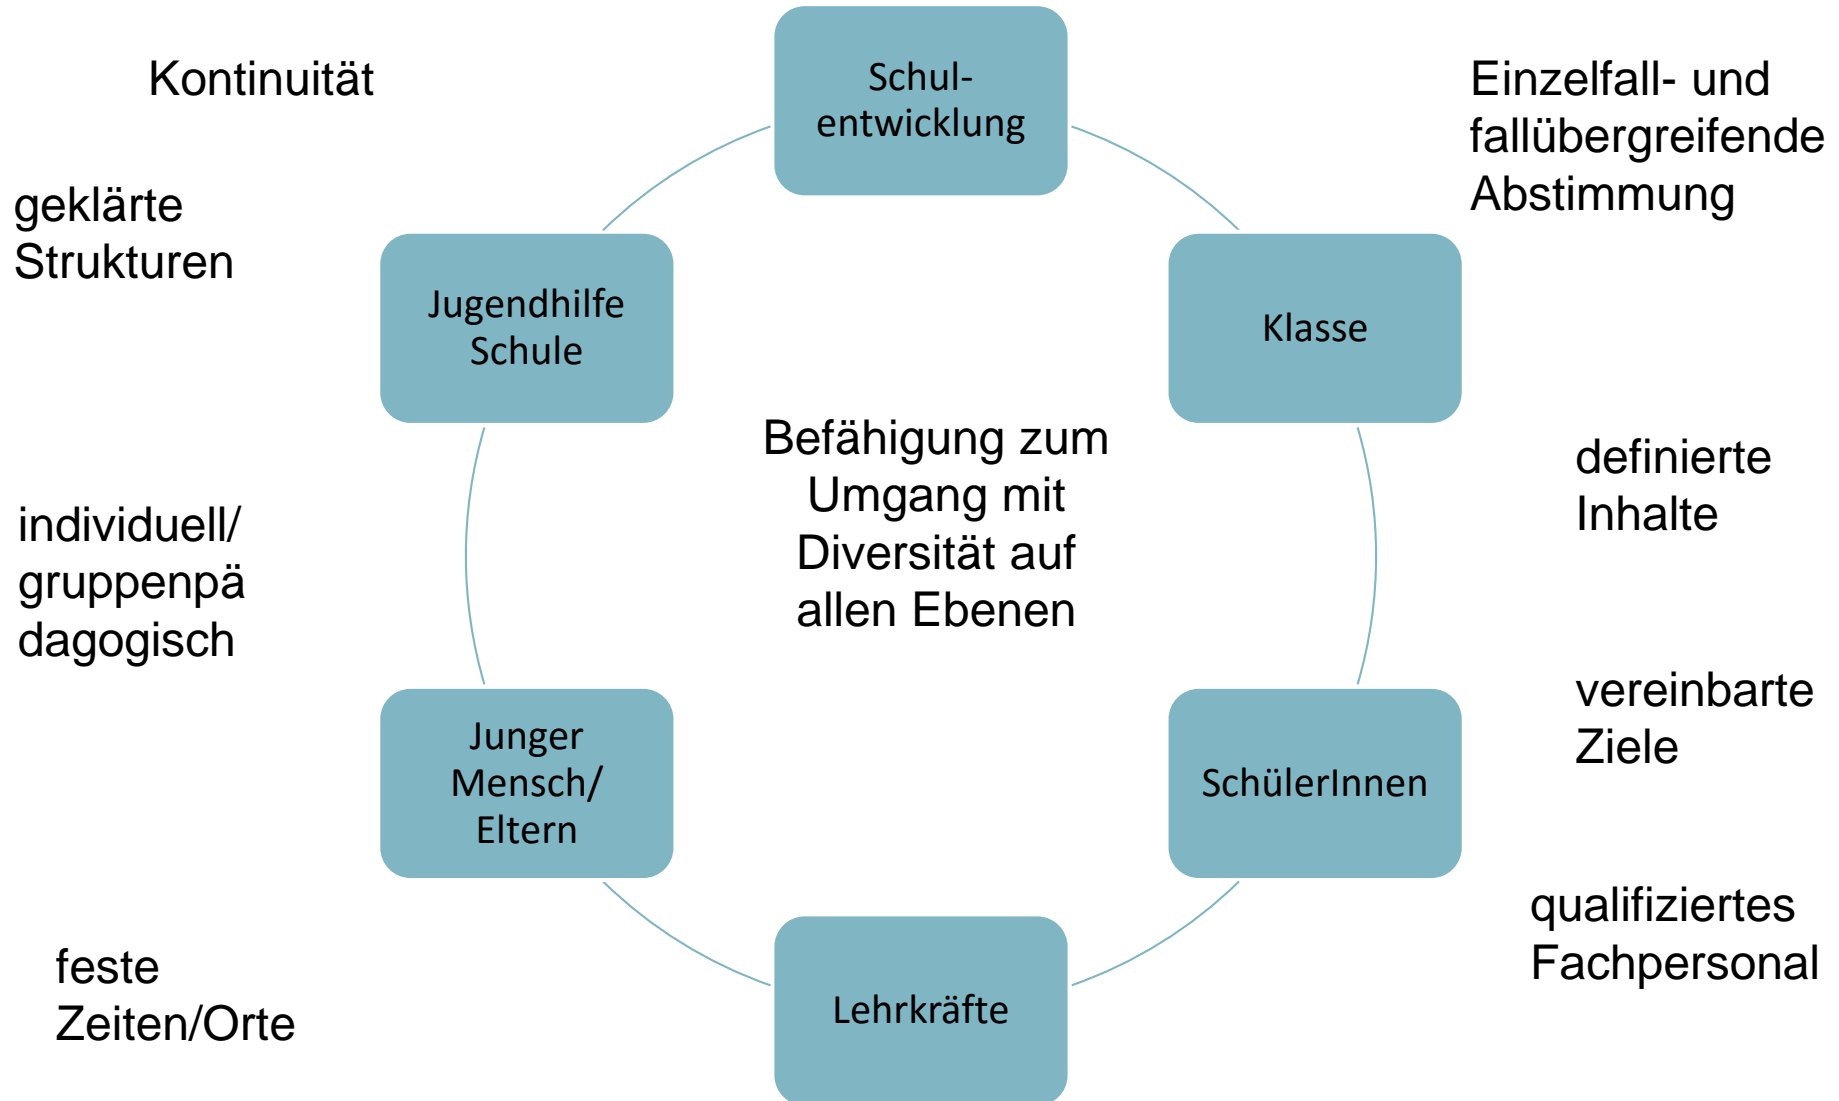 Kontinuität
Schul-
entwicklung
Einzelfall- und
fallübergreifende
Abstimmung
geklärte
Strukturen
Jugendhilfe
Schule
Klasse
Befähigung zum
Umgang mit
Diversität auf
allen Ebenen
definierte
Inhalte
individuell/
gruppenpä
dagogisch
Junger
Mensch/
Eltern
SchülerInnen
vereinbarte
Ziele
qualifiziertes
Fachpersonal
feste
Zeiten/Orte
Lehrkräfte